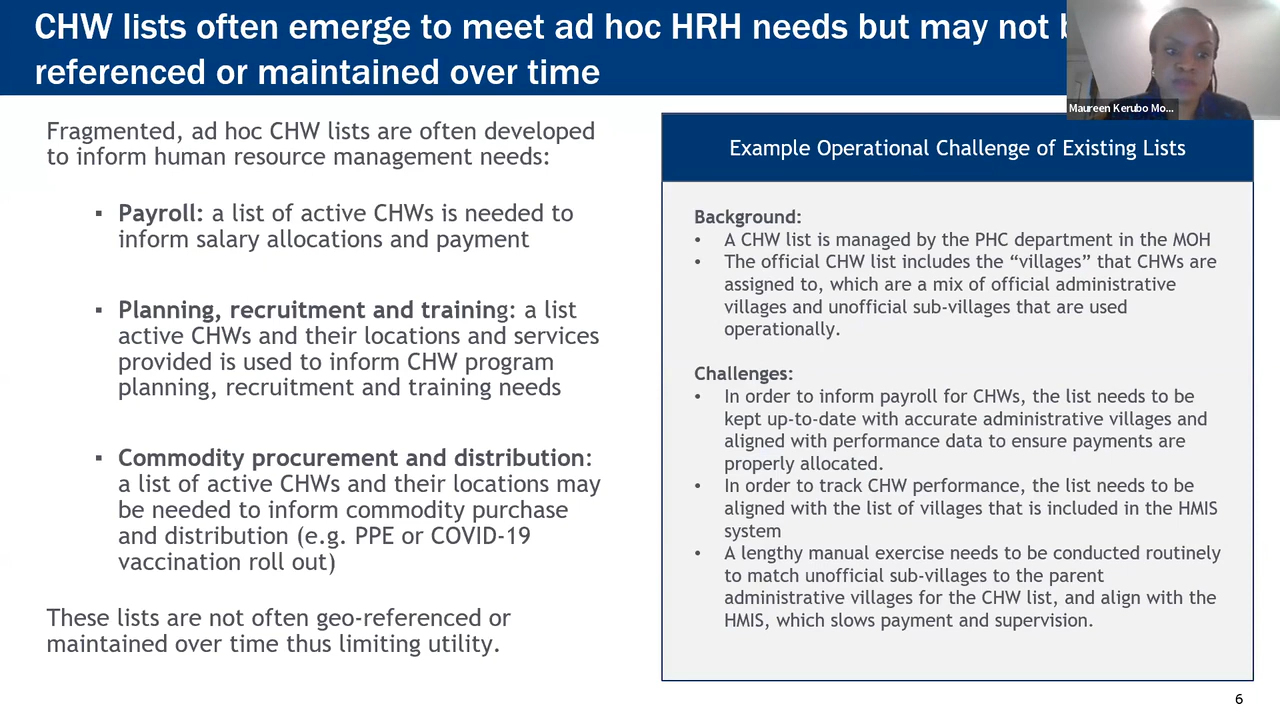 CHW lists often emerge to meet ad hoc HRH needs but may not
referenced or maintained over time
Maureen Kerubo Mo...
Fragmented, ad hoc CHW lists are often developed
to inform human resource management needs:
▪ Payroll: a list of active CHWs is needed to
inform salary allocations and payment
▪ Planning, recruitment and training: a list
active CHWs and their locations and services
provided is used to inform CHW program
planning, recruitment and training needs
▪ Commodity procurement and distribution:
a list of active CHWs and their locations may
be needed to inform commodity purchase
and distribution (e.g. PPE or COVID-19
vaccination roll out)
These lists are not often geo-referenced or
maintained over time thus limiting utility.
Example Operational Challenge of Existing Lists
Background:
• A CHW list is managed by the PHC department in the MOH
• The official CHW list includes the “villages” that CHWs are
assigned to, which are a mix of official administrative
villages and unofficial sub-villages that are used
operationally.
Challenges:
• In order to inform payroll for CHWs, the list needs to be
kept up-to-date with accurate administrative villages and
aligned with performance data to ensure payments are
properly allocated.
• In order to track CHW performance, the list needs to be
aligned with the list of villages that is included in the HMIS
system
• A lengthy manual exercise needs to be conducted routinely
to match unofficial sub-villages to the parent
administrative villages for the CHW list, and align with the
HMIS, which slows payment and supervision.
6